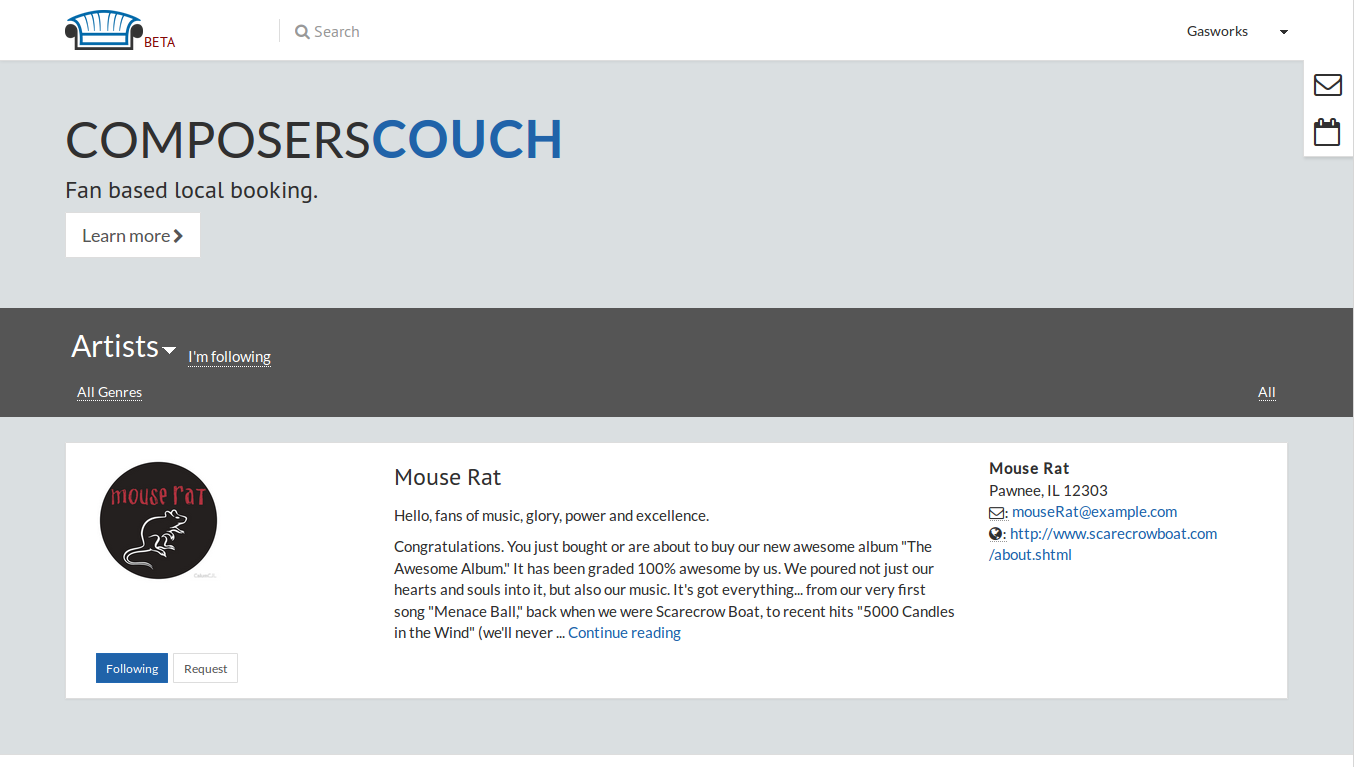 BETA
Search
Gasworks
COMPOSERSCOUCH
Fan based local booking.
Learn more
Artists
I'm following
All Genres
All
mouse rat
Following
Request
Mouse Rat
Hello, fans of music, glory, power and excellence.
Congratulations. You just bought or are about to buy our new awesome album "The
Awesome Album." It has been graded 100% awesome by us. We poured not just our
hearts and souls into it, but also our music. It's got everything... from our very first
song "Menace Ball," back when we were Scarecrow Boat, to recent hits "5000 Candles
in the Wind" (we'll never ... Continue reading
Mouse Rat
Pawnee, IL 12303
: mouseRat@example.com
: http://www.scarecrowboat.com
/about.shtml